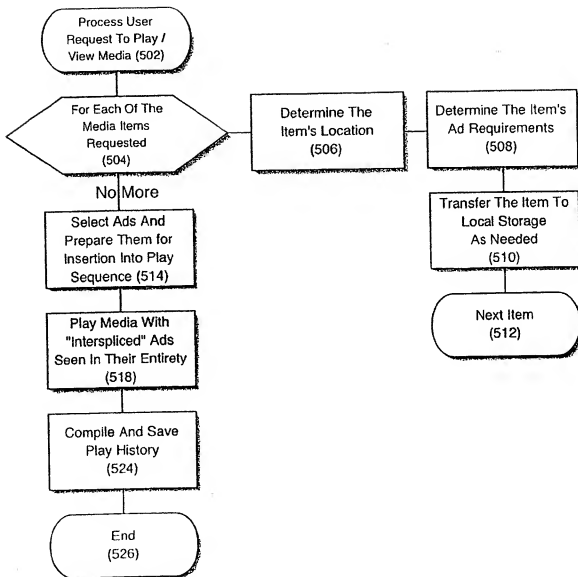 Process User
Request To Play /
View Media (502)
For Each Of The
Media Items
Requested
(504)
Determine The
Item's Location
(506)
Determine The Item's
Ad Requirements
(508)
Transfer The Item To
Local Storage
As Needed
(510)
Next Item
(512)
No More
Select Ads And
Prepare Them for
Insertion Into Play
Sequence (514)
Play Media With
"Interspliced" Ads
Seen In Their Entirety
(518)
Compile And Save
Play History
(524)
End
(526)